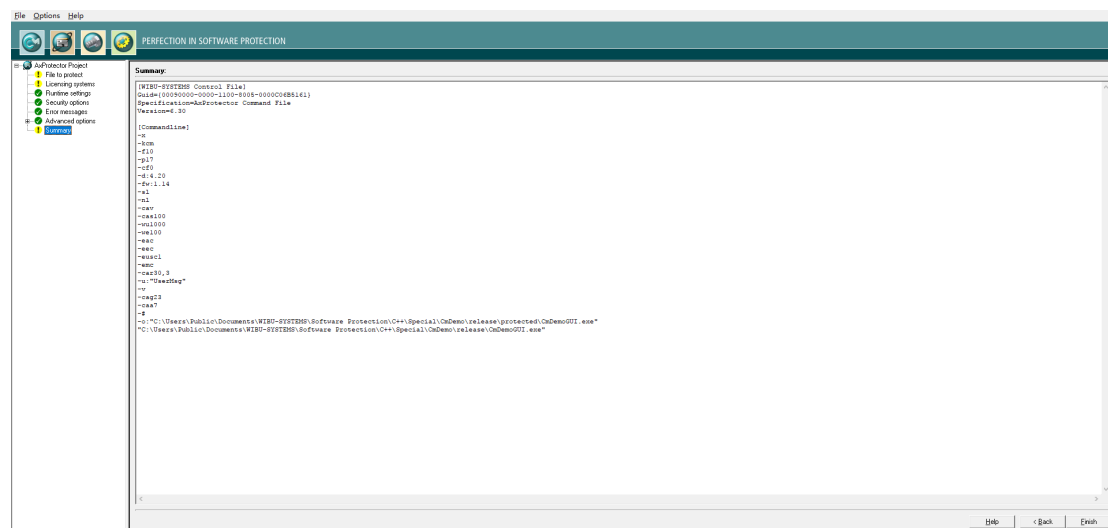 File Options Help
PERFECTION IN SOFTWARE PROTECTION
AxProtector Project
File to protect
Licensing systems
Runtime settings
Security options
Error messages
Advanced options
Summary
Summary:
[WIBU-SYSTEMS Control File]
Guid={00090000-0000-1100-8005-0000C06B5161}
Specification=AxProtector Command File
Version=6.30
[Commandline]
-x
-kcm
-f10
-p17
-cf0
-d:4.20
-fw:1.14
-sl
-nl
-cav
-cas100
-wu1000
-we100
-eac
-eec
-eusc1
-emc
-car30,3
-u:"UserMsg"
-v
-cag23
-caa7
-#
-o:"C:\Users\Public\Documents\WIBU-SYSTEMS\Software Protection\C++\Special\CmDemo\release\protected\CmDemoGUI.exe"
"C:\Users\Public\Documents\WIBU-SYSTEMS\Software Protection\C++\Special\CmDemo\release\CmDemoGUI.exe"
Help < Back Finish